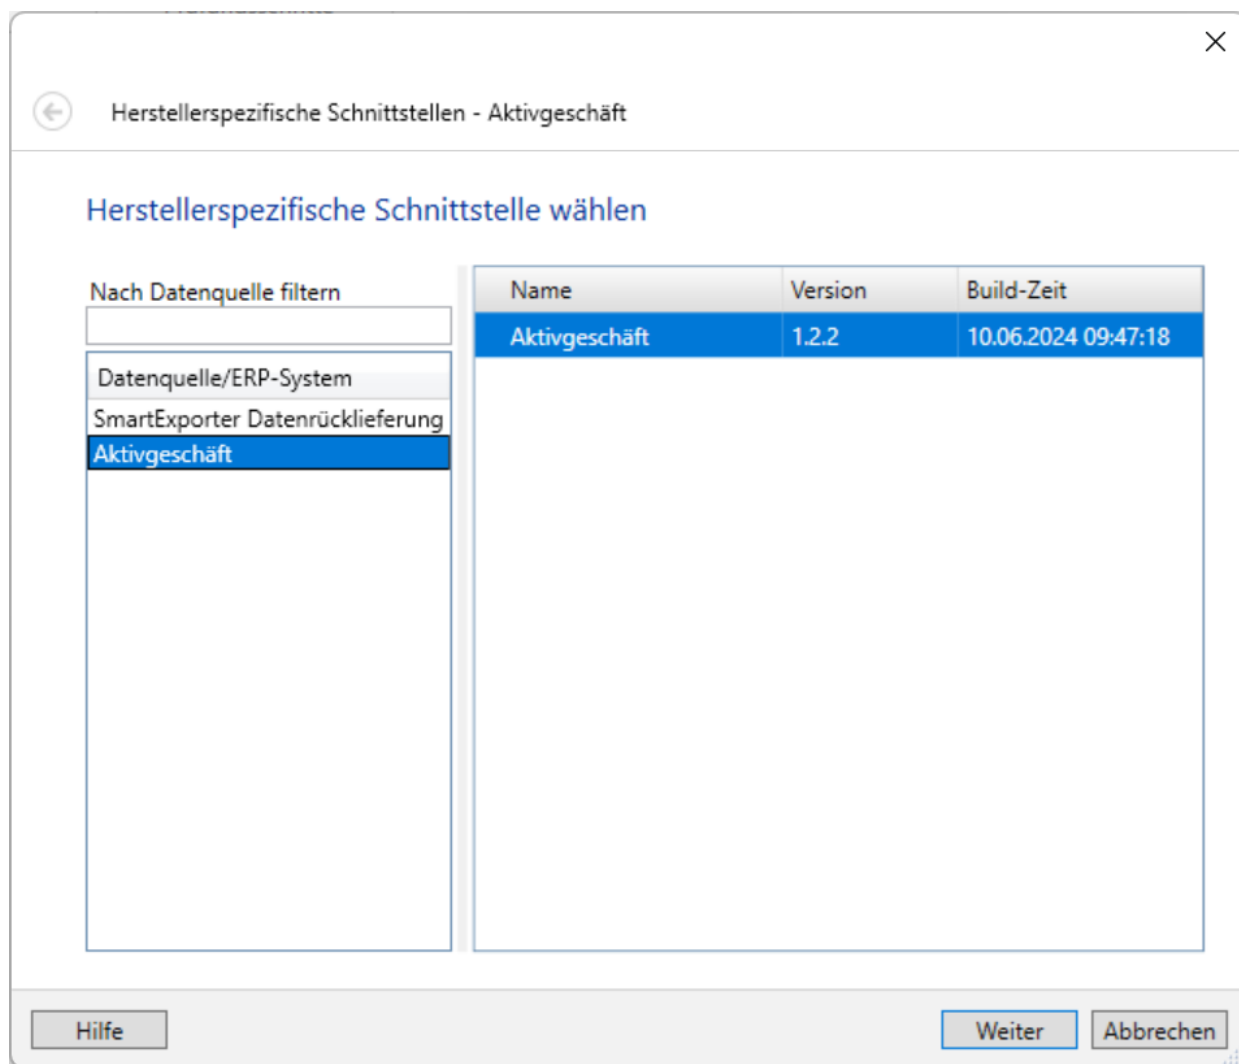 Herstellerspezifische Schnittstellen - Aktivgeschäft
Herstellerspezifische Schnittstelle wählen
Nach Datenquelle filtern
Datenquelle/ERP-System
SmartExporter Datenrücklieferung
Aktivgeschäft
Name Version Build-Zeit
Aktivgeschäft 1.2.2 10.06.2024 09:47:18
Hilfe Weiter Abbrechen